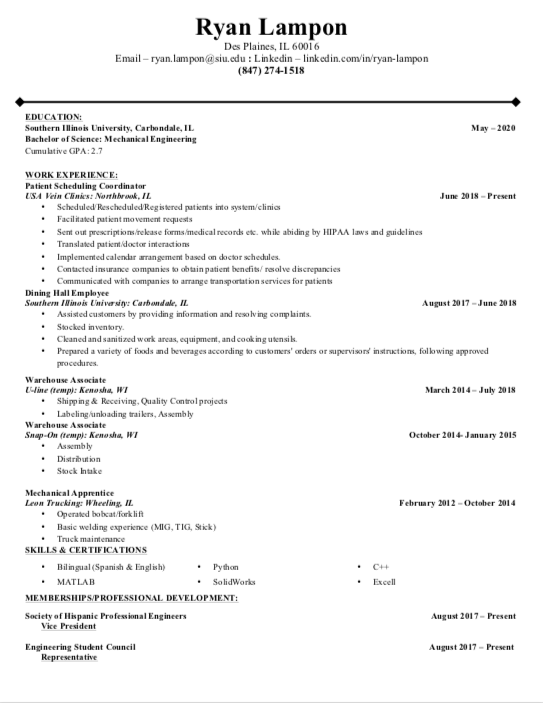 Ryan Lampon
Des Plaines, IL 60016
Email – ryan.lampon@siu.edu : Linkedin – linkedin.com/in/ryan-lampon
(847) 274-1518
EDUCATION:
Southern Illinois University, Carbondale, IL May – 2020
Bachelor of Science: Mechanical Engineering
Cumulative GPA: 2.7
WORK EXPERIENCE:
Patient Scheduling Coordinator
USA Vein Clinics: Northbrook, IL June 2018 – Present
• Scheduled/Rescheduled/Registered patients into system/clinics
• Facilitated patient movement requests
• Sent out prescriptions/release forms/medical records etc. while abiding by HIPAA laws and guidelines
• Translated patient/doctor interactions
• Implemented calendar arrangement based on doctor schedules.
• Contacted insurance companies to obtain patient benefits/ resolve discrepancies
• Communicated with companies to arrange transportation services for patients
Dining Hall Employee
Southern Illinois University: Carbondale, IL August 2017 – June 2018
• Assisted customers by providing information and resolving complaints.
• Stocked inventory.
• Cleaned and sanitized work areas, equipment, and cooking utensils.
• Prepared a variety of foods and beverages according to customers' orders or supervisors' instructions, following approved
procedures.
Warehouse Associate
U-line (temp): Kenosha, WI March 2014 – July 2018
• Shipping & Receiving, Quality Control projects
• Labeling/unloading trailers, Assembly
Warehouse Associate
Snap-On (temp): Kenosha, WI October 2014- January 2015
• Assembly
• Distribution
• Stock Intake
Mechanical Apprentice
Leon Trucking: Wheeling, IL February 2012 – October 2014
• Operated bobcat/forklift
• Basic welding experience (MIG, TIG, Stick)
• Truck maintenance
SKILLS & CERTIFICATIONS
• Bilingual (Spanish & English) • Python • C++
• MATLAB • SolidWorks • Excell
MEMBERSHIPS/PROFESSIONAL DEVELOPMENT:
Society of Hispanic Professional Engineers August 2017 – Present
Vice President
Engineering Student Council August 2017 – Present
Representative